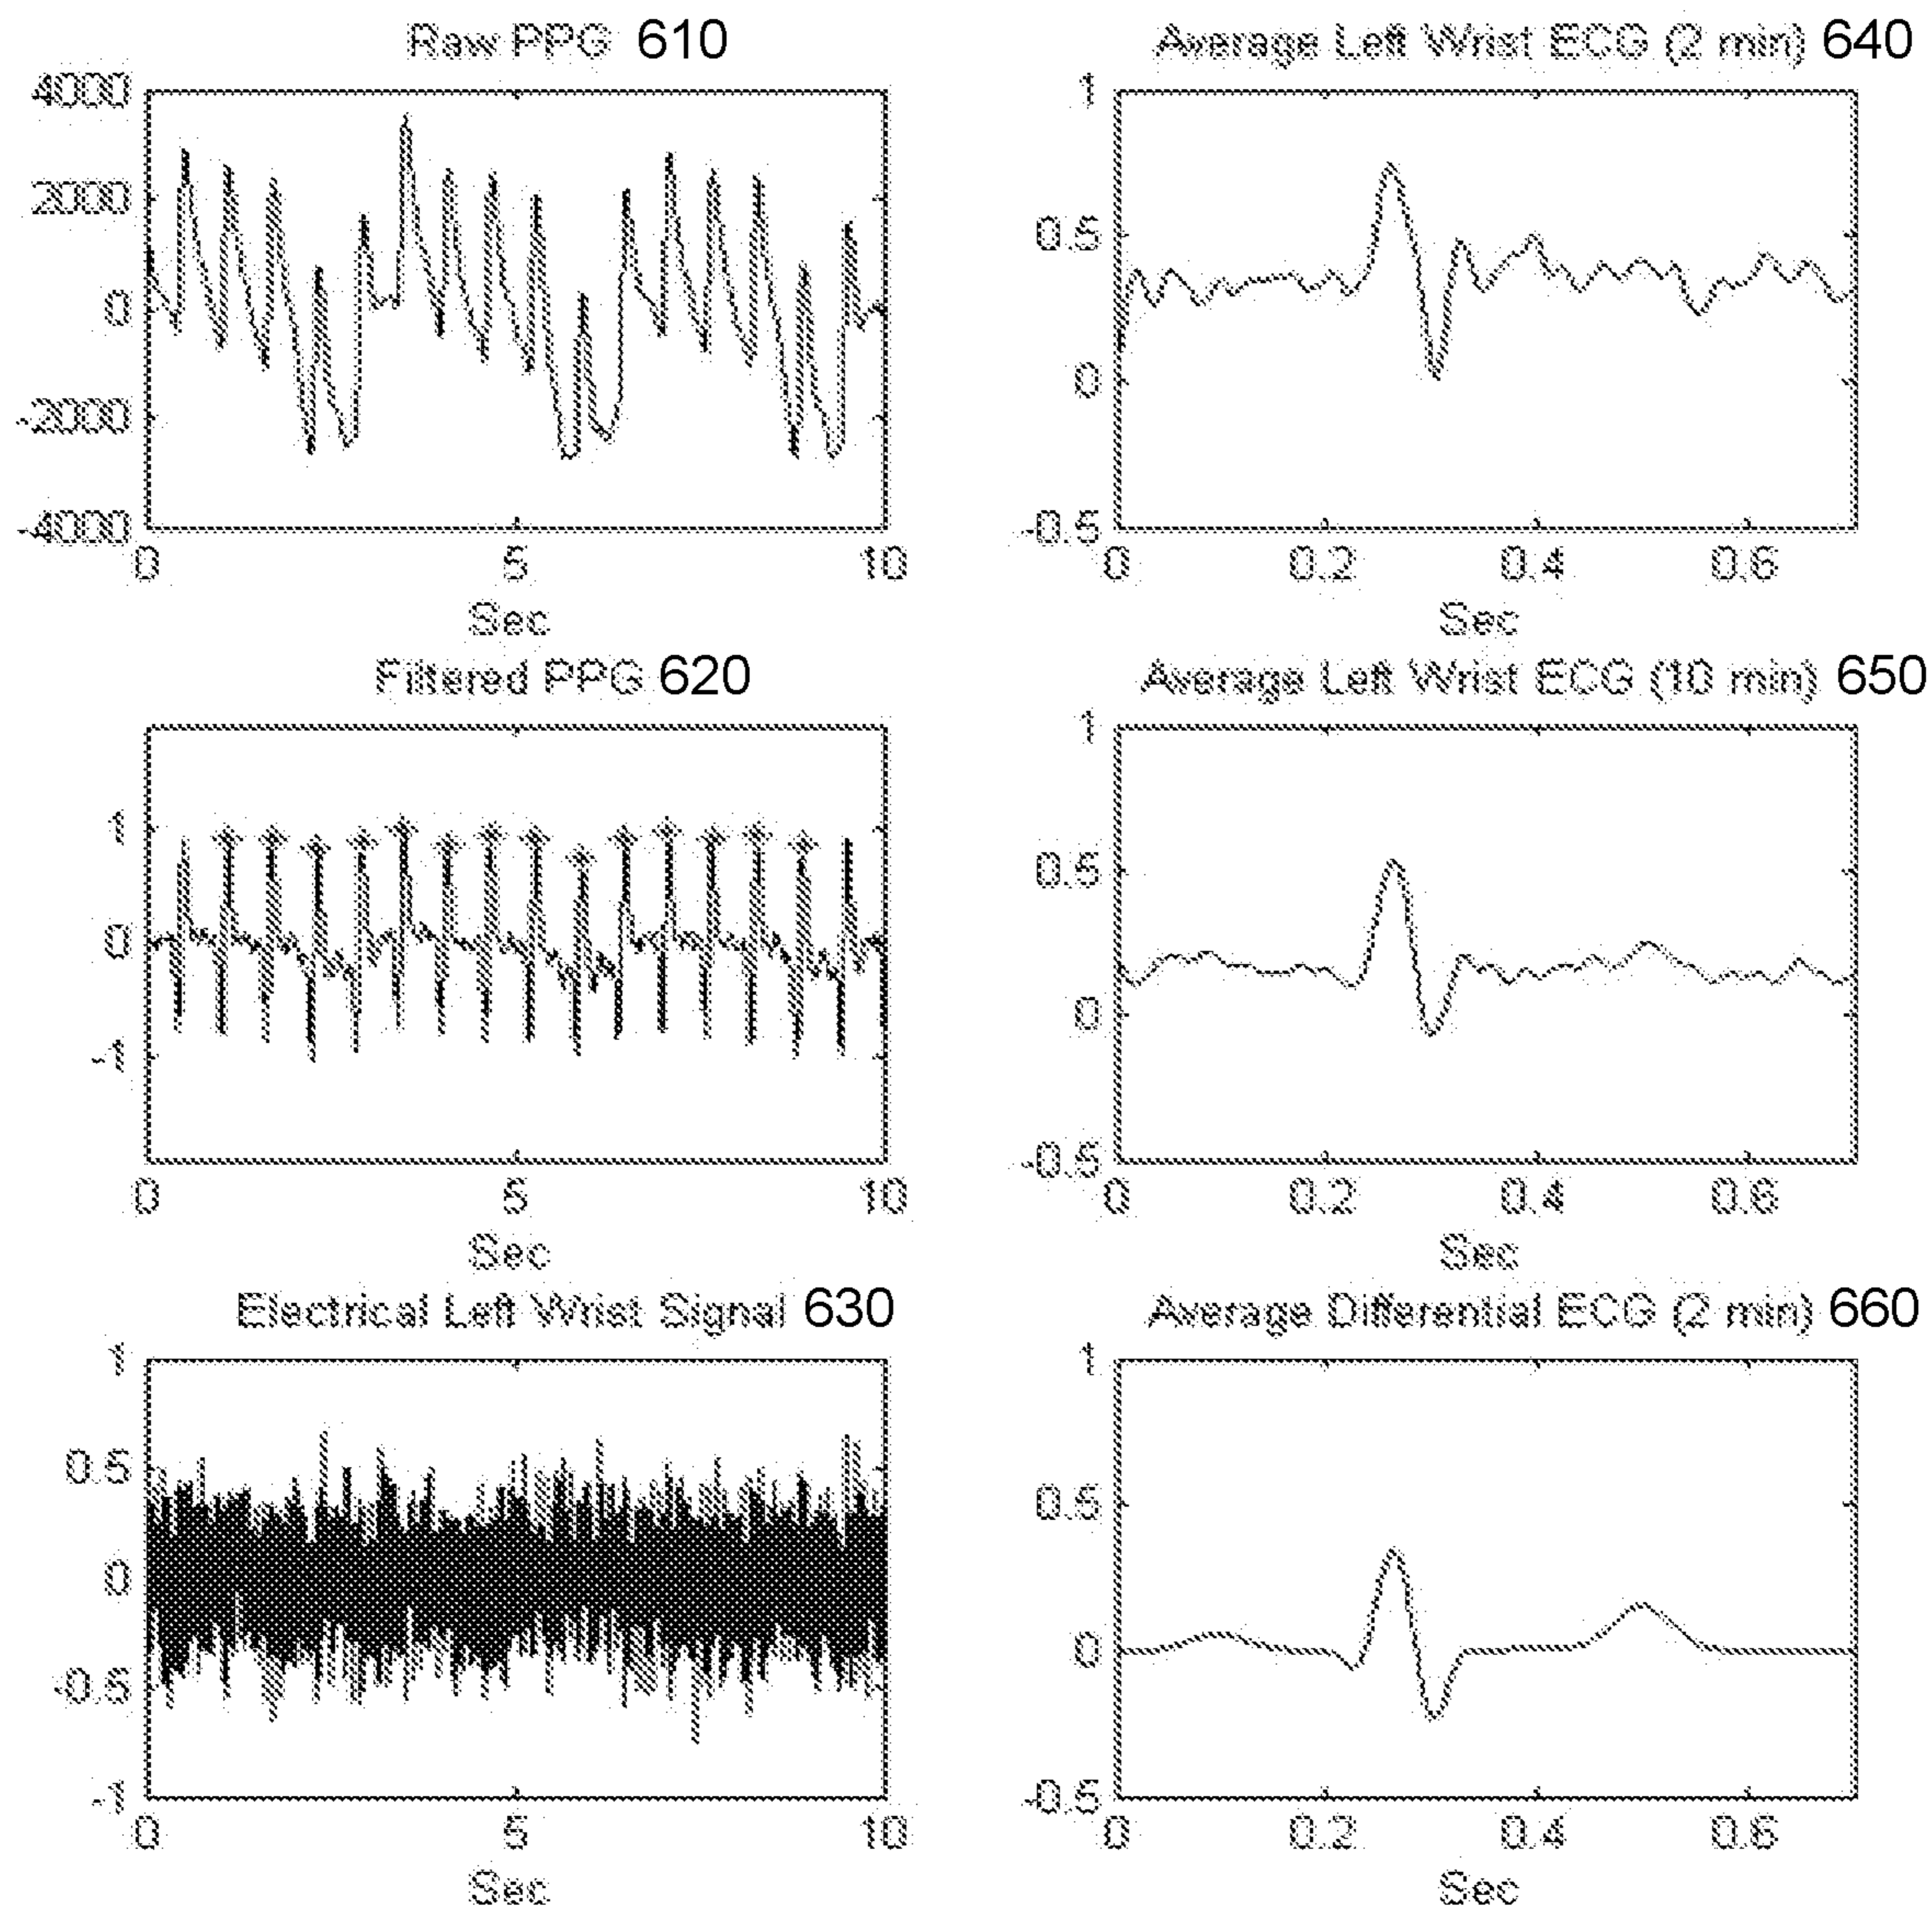 Raw PPG 610
4000
2000
0
-2000
-4000
0 5 10
Sec
Average Left Wrist ECG (2 min) 640
1
0.5
0
-0.5
0 0.2 0.4 0.6
Sec
Filtered PPG 620
1
0
-1
0 5 10
Sec
Average Left Wrist ECG (10 min) 650
1
0.5
0
-0.5
0 0.2 0.4 0.6
Sec
Electrical Left Wrist Signal 630
1
0.5
0
-0.5
-1
0 5 10
Sec
Average Differential ECG (2 min) 660
1
0.5
0
-0.5
0 0.2 0.4 0.6
Sec